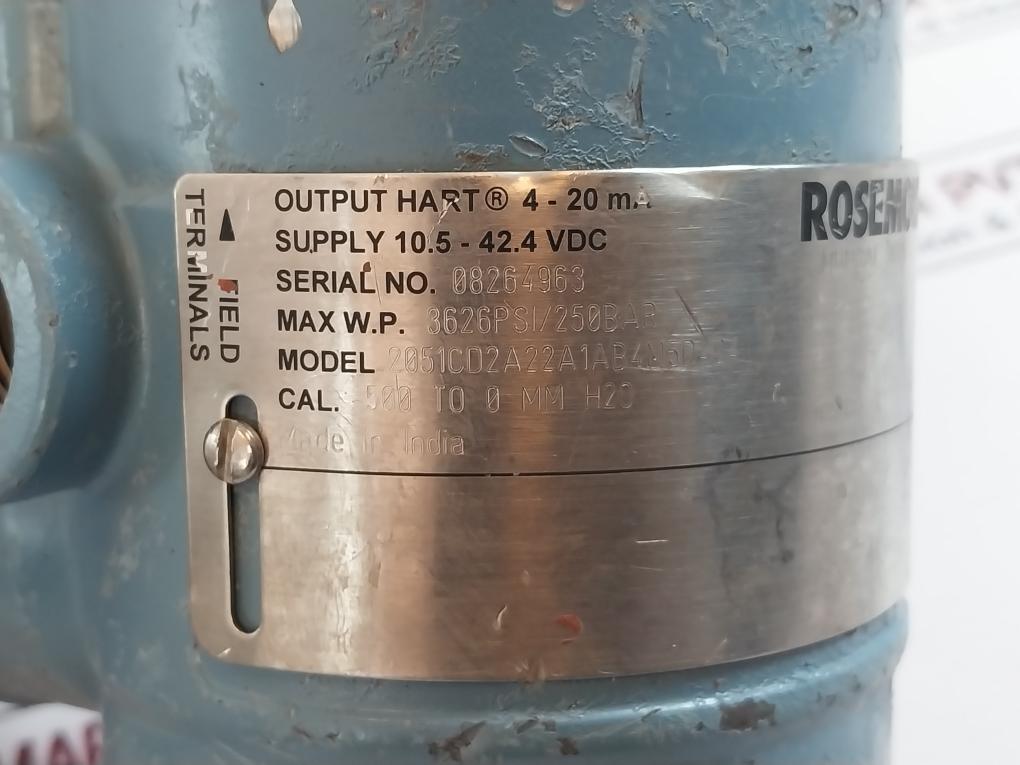 OUTPUT HART® 4 - 20 mA
SUPPLY 10.5 - 42.4 VDC
SERIAL NO. 08264963
MAX W.P. 3626PSI/250BAR
MODEL
CAL. -500 TO 0 MM H2O
Made in India
FIELD
TERMINALS